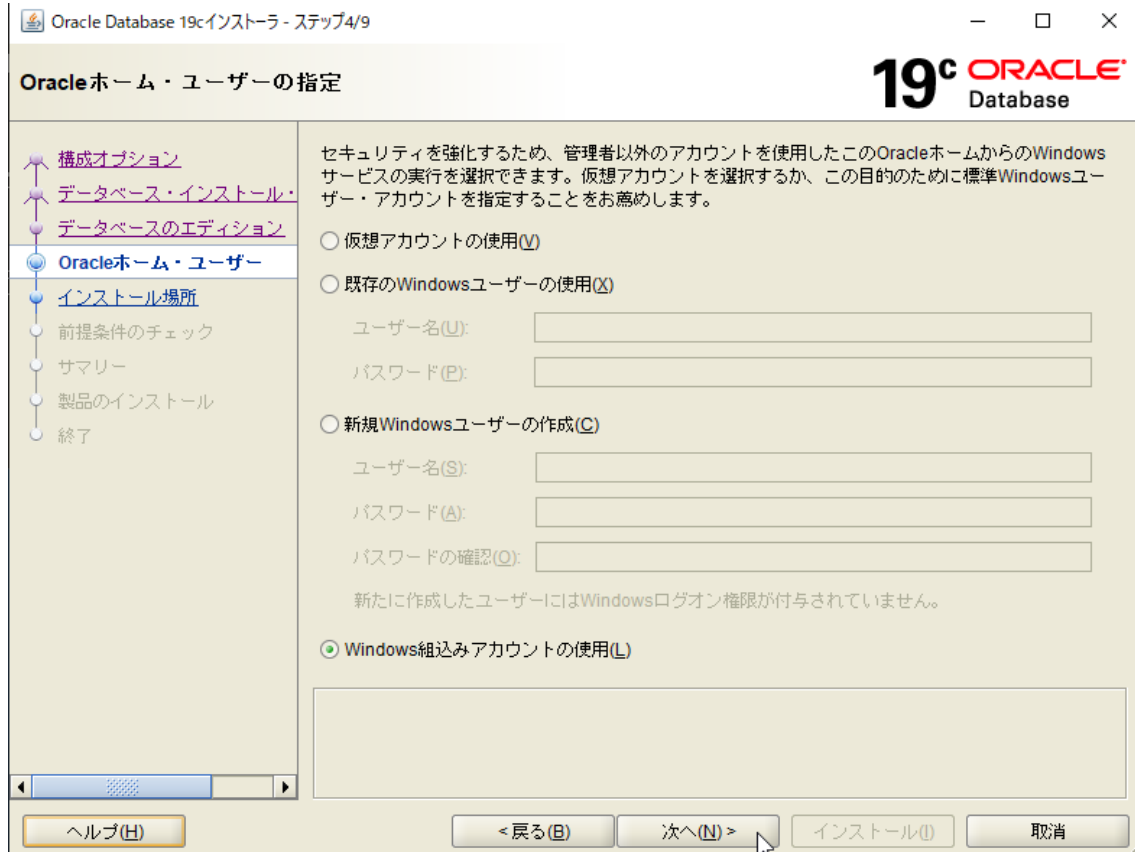 Oracle Database 19cインストーラ - ステップ4/9
Oracleホーム・ユーザーの指定
19c ORACLE
Database
構成オプション
データベース・インストール・
データベースのエディション
Oracleホーム・ユーザー
インストール場所
前提条件のチェック
サマリー
製品のインストール
終了
セキュリティを強化するため、管理者以外のアカウントを使用したこのOracleホームからのWindows
サービスの実行を選択できます。仮想アカウントを選択するか、この目的のために標準Windowsユー
ザー・アカウントを指定することをお薦めします。
仮想アカウントの使用(V)
既存のWindowsユーザーの使用(X)
ユーザー名(U):
パスワード(P):
新規Windowsユーザーの作成(C)
ユーザー名(S):
パスワード(A):
パスワードの確認(O):
新たに作成したユーザーにはWindowsログオン権限が付与されていません。
Windows組込みアカウントの使用(L)
ヘルプ(H)
<戻る(B)
次へ(N) >
インストール(I)
取消